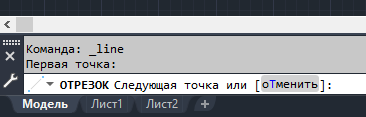 Команда: _line
Первая точка:
ОТРЕЗОК Следующая точка или [оТменить]:
Модель Лист1 Лист2 +